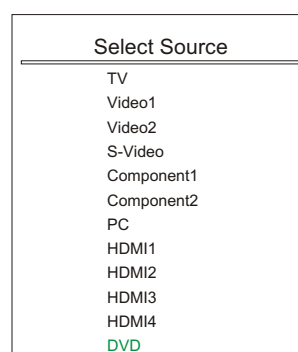 Select Source
TV
Video1
Video2
S-Video
Component1
Component2
PC
HDMI1
HDMI2
HDMI3
HDMI4
DVD